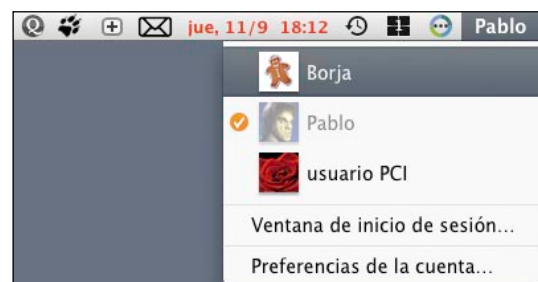 jue, 11/9 18:12 Pablo
Borja
Pablo
usuario PCI
Ventana de inicio de sesión...
Preferencias de la cuenta...